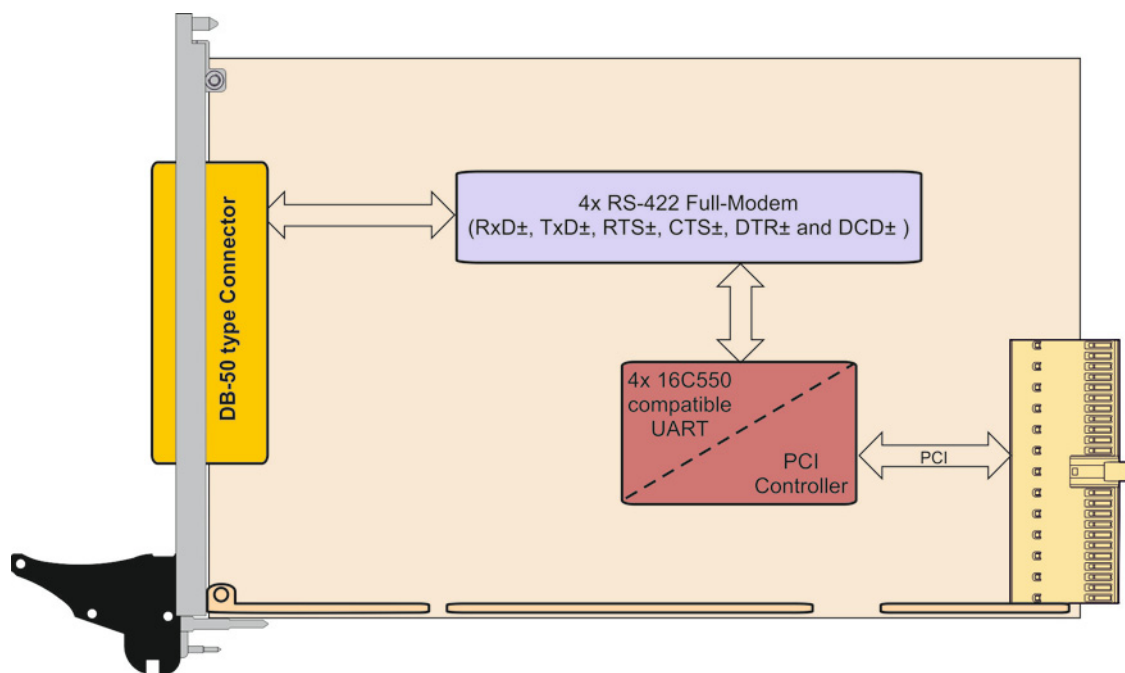 DB-50 type Connector
4x RS-422 Full-Modem
(RxD±, TxD±, RTS±, CTS±, DTR± and DCD± )
4x 16C550
compatible
UART
PCI
Controller
PCI